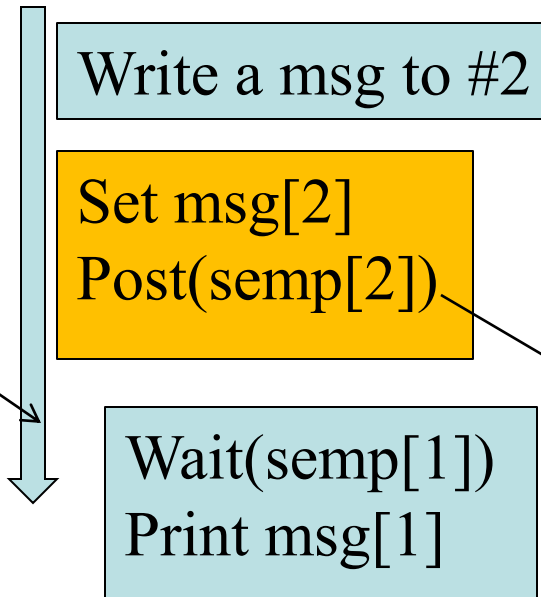 Write a msg to #2
Set msg[2]
Post(semp[2])
Wait(semp[1])
Print msg[1]